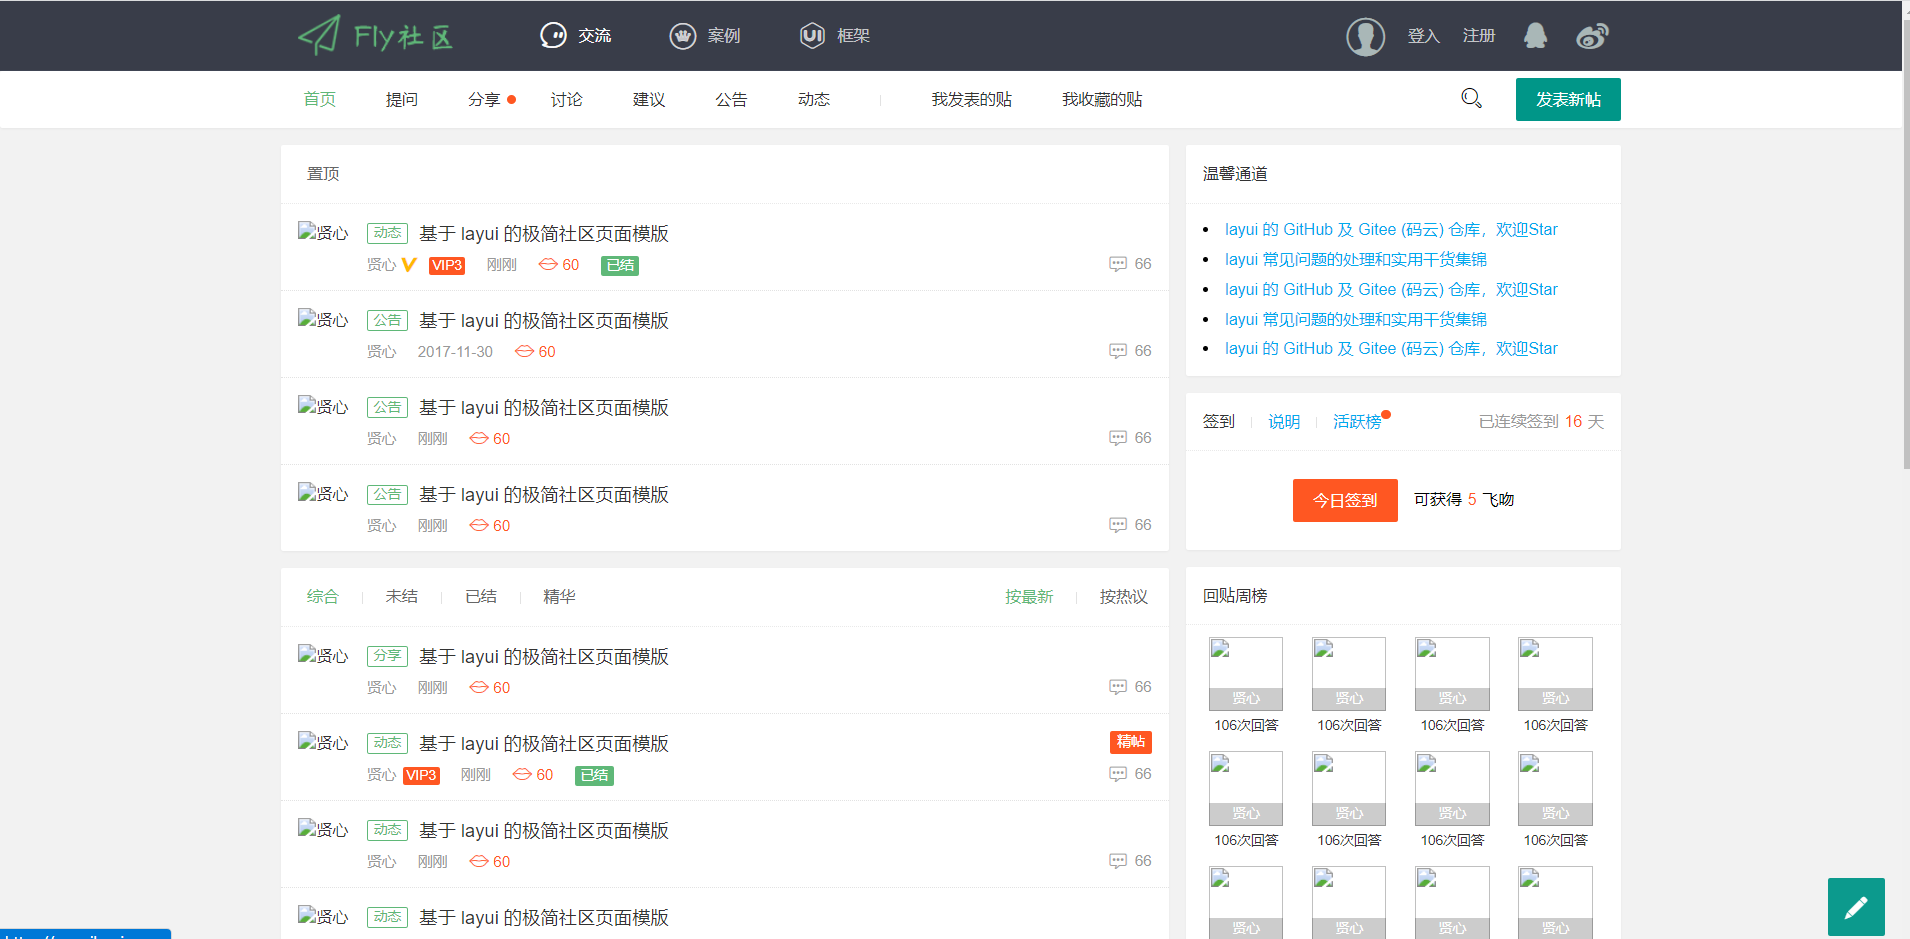 Fly社区 交流 案例 UI 框架 登入 注册
首页 提问 分享 讨论 建议 公告 动态 我发表的贴 我收藏的贴 发表新帖
置顶
贤心 动态 基于 layui 的极简社区页面模版
贤心 V VIP3 刚刚 60 已结 66
贤心 公告 基于 layui 的极简社区页面模版
贤心 2017-11-30 60 66
贤心 公告 基于 layui 的极简社区页面模版
贤心 刚刚 60 66
贤心 公告 基于 layui 的极简社区页面模版
贤心 刚刚 60 66
综合 未结 已结 精华 按最新 按热议
贤心 分享 基于 layui 的极简社区页面模版
贤心 刚刚 60 66
贤心 动态 基于 layui 的极简社区页面模版 精帖
贤心 VIP3 刚刚 60 已结 66
贤心 动态 基于 layui 的极简社区页面模版
贤心 刚刚 60 66
贤心 动态 基于 layui 的极简社区页面模版
温馨通道
layui 的 GitHub 及 Gitee (码云) 仓库，欢迎Star
layui 常见问题的处理和实用干货集锦
layui 的 GitHub 及 Gitee (码云) 仓库，欢迎Star
layui 常见问题的处理和实用干货集锦
layui 的 GitHub 及 Gitee (码云) 仓库，欢迎Star
签到 说明 活跃榜 已连续签到 16 天
今日签到 可获得 5 飞吻
回贴周榜
贤心 贤心 贤心 贤心
106次回答 106次回答 106次回答 106次回答
贤心 贤心 贤心 贤心
106次回答 106次回答 106次回答 106次回答
贤心 贤心 贤心 贤心